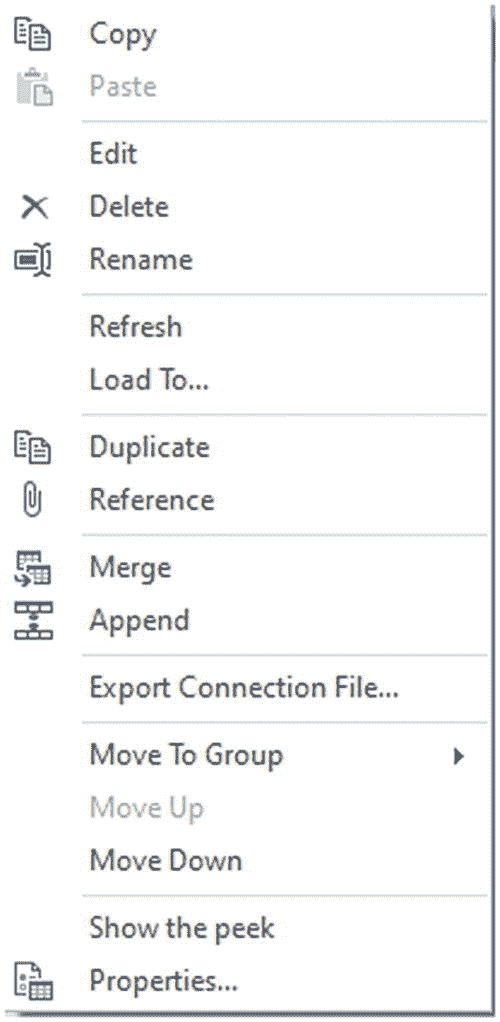 Copy
Paste
Edit
Delete
Rename
Refresh
Load To...
Duplicate
Reference
Merge
Append
Export Connection File...
Move To Group
Move Up
Move Down
Show the peek
Properties...